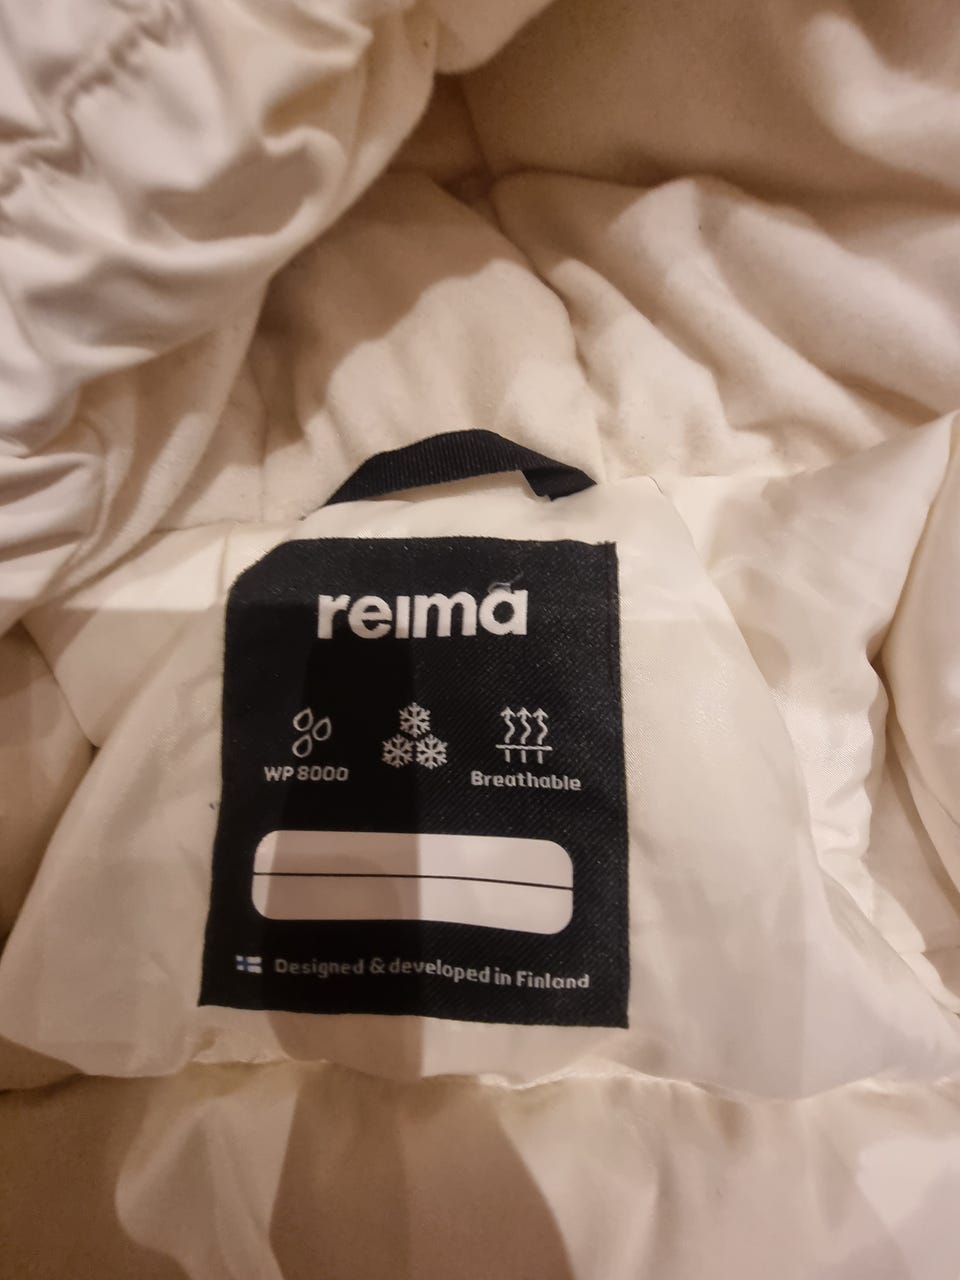 reima
WP 8000
Breathable
Designed & developed in Finland